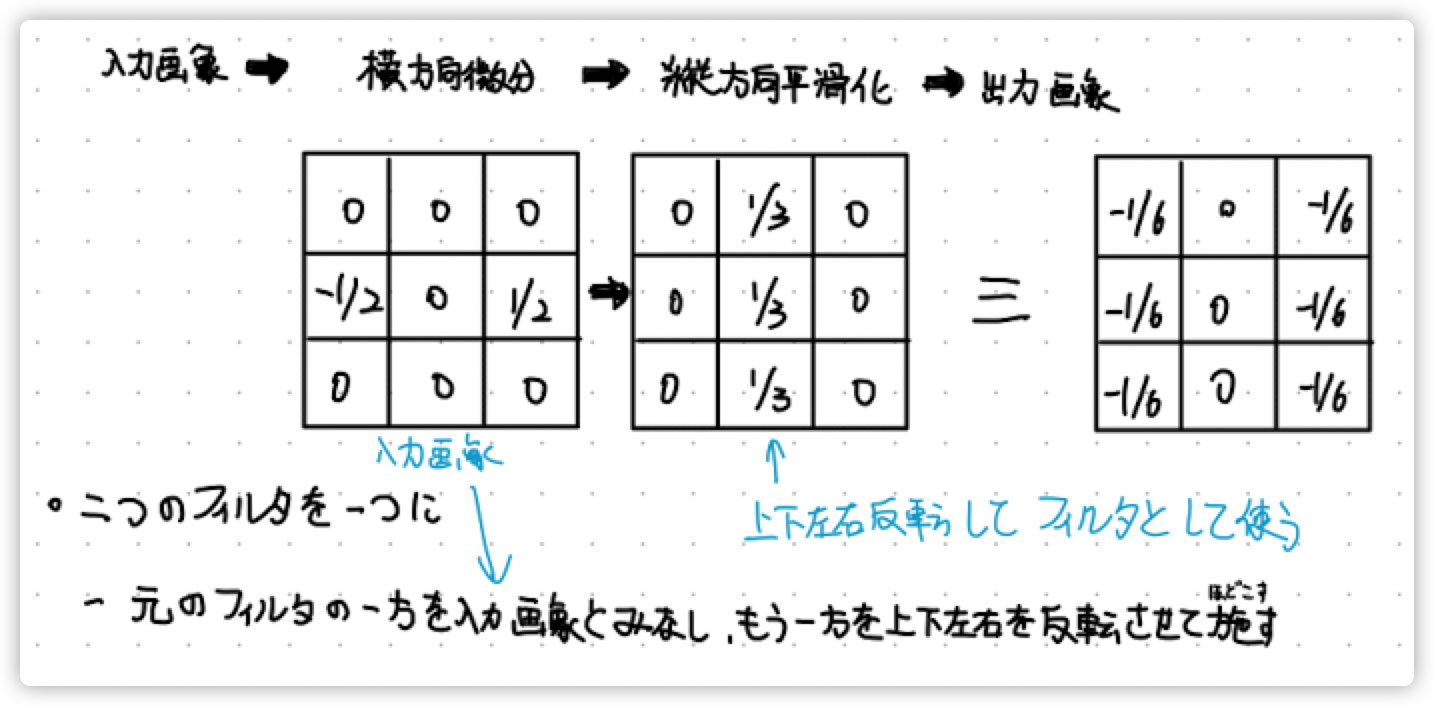 入力画象 ➡ 横方向微分 ➡ 縦方向平滑化 ➡ 出力画象
0 0 0 0 1/3 0 -1/6 0 -1/6
-1/2 0 1/2 ➡ 0 1/3 0 ≡ -1/6 0 -1/6
0 0 0 0 1/3 0 -1/6 0 -1/6
入力画象
上下左右反転してフィルタとして使う
• 二つのフィルタを一つに
ほどこす
- 元のフィルタの一方を入力画象とみなし、もう一方を上下左右を反転させて施す